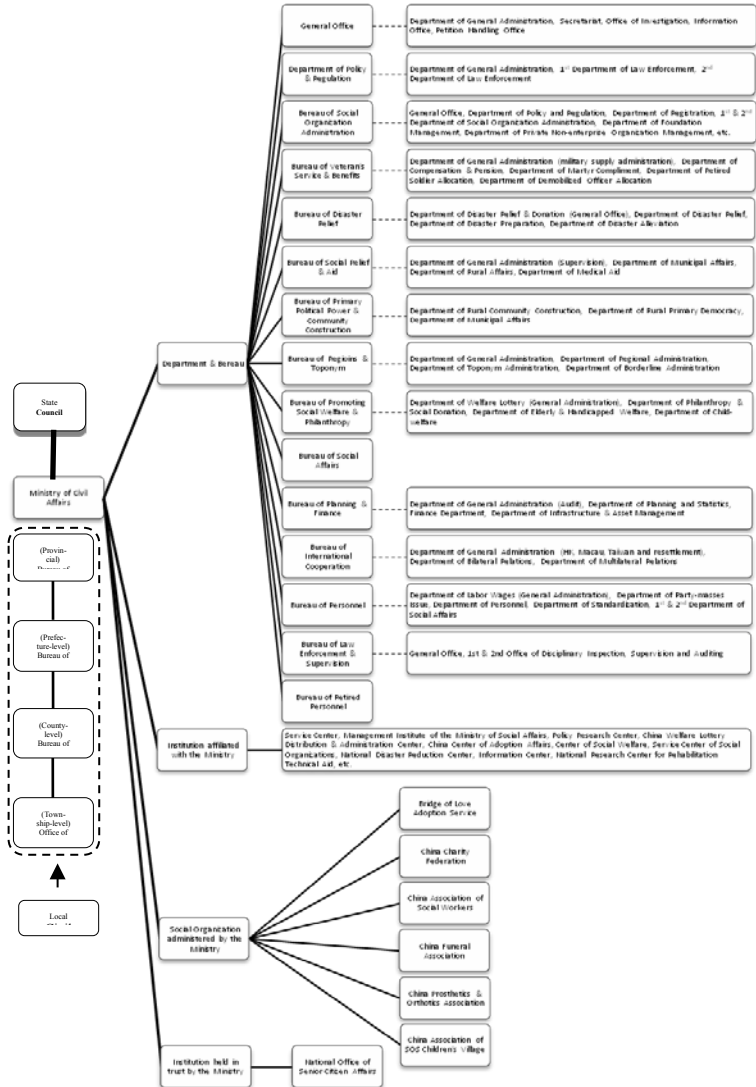 General Office
Department of General Administration, Secretariat, Office of Investigation, Information
Office, Petition Handling Office
Department of Policy
& Regulation
Department of General Administration, 1st Department of Law Enforcement, 2nd
Department of Law Enforcement
Bureau of Social
Organization
Administration
General Office, Department of Policy and Regulation, Department of Registration, 1st & 2nd
Department of Social Organization Administration, Department of Foundation
Management, Department of Private Non-enterprise Organization Management, etc.
Bureau of Veteran's
Service & Benefits
Department of General Administration (military supply administration), Department of
Compensation & Pension, Department of Martyr Compliment, Department of Retired
Soldier Allocation, Department of Demobilized Officer Allocation
Bureau of Disaster
Relief
Department of Disaster Relief & Donation (General Office), Department of Disaster Relief,
Department of Disaster Preparation, Department of Disaster Alleviation
Bureau of Social Relief
& Aid
Department of General Administration (Supervision), Department of Municipal Affairs,
Department of Rural Affairs, Department of Medical Aid
Bureau of Primary
Political Power &
Community
Construction
Department of Rural Community Construction, Department of Rural Primary Democracy,
Department of Municipal Affairs
Department & Bureau
Bureau of Regioins &
Toponym
Department of General Administration, Department of Regional Administration,
Department of Toponym Administration, Department of Borderline Administration
State
Council
Bureau of Promoting
Social Welfare &
Philanthropy
Department of Welfare Lottery (General Administration), Department of Philanthropy &
Social Donation, Department of Elderly & Handicapped Welfare, Department of Child-
welfare
Bureau of Social
Affairs
Ministry of Civil
Affairs
Bureau of Planning &
Finance
Department of General Administration (Audit), Department of Planning and Statistics,
Finance Department, Department of Infrastructure & Asset Management
(Provin-
cial)
Bureau of
Bureau of
International
Cooperation
Department of General Administration (HR, Macau, Taiwan and resettlement),
Department of Bilateral Relations, Department of Multilateral Relations
Bureau of Personnel
Department of Labor Wages (General Administration), Department of Party-masses
Issue, Department of Personnel, Department of Standardization, 1st & 2nd Department of
Social Affairs
(Prefec-
ture-level)
Bureau of
Bureau of Law
Enforcement &
Supervision
General Office, 1st & 2nd Office of Disciplinary Inspection, Supervision and Auditing
Bureau of Retired
Personnel
(County-
level)
Bureau of
Institution affiliated
with the Ministry
Service Center, Management Institute of the Ministry of Social Affairs, Policy Research Center, China Welfare Lottery
Distribution & Administration Center, China Center of Adoption Affairs, Center of Social Welfare, Service Center of Social
Organizations, National Disaster Reduction Center, Information Center, National Research Center for Rehabilitation
Technical Aid, etc.
(Town-
ship-level)
Office of
Local
Bridge of Love
Adoption Service
China Charity
Federation
China Association of
Social Workers
Social Organization
administered by the
Ministry
China Funeral
Association
China Prosthetics &
Orthotics Association
China Association of
SOS Children's Village
Institution held in
trust by the Ministry
National Office of
Senior-Citizen Affairs